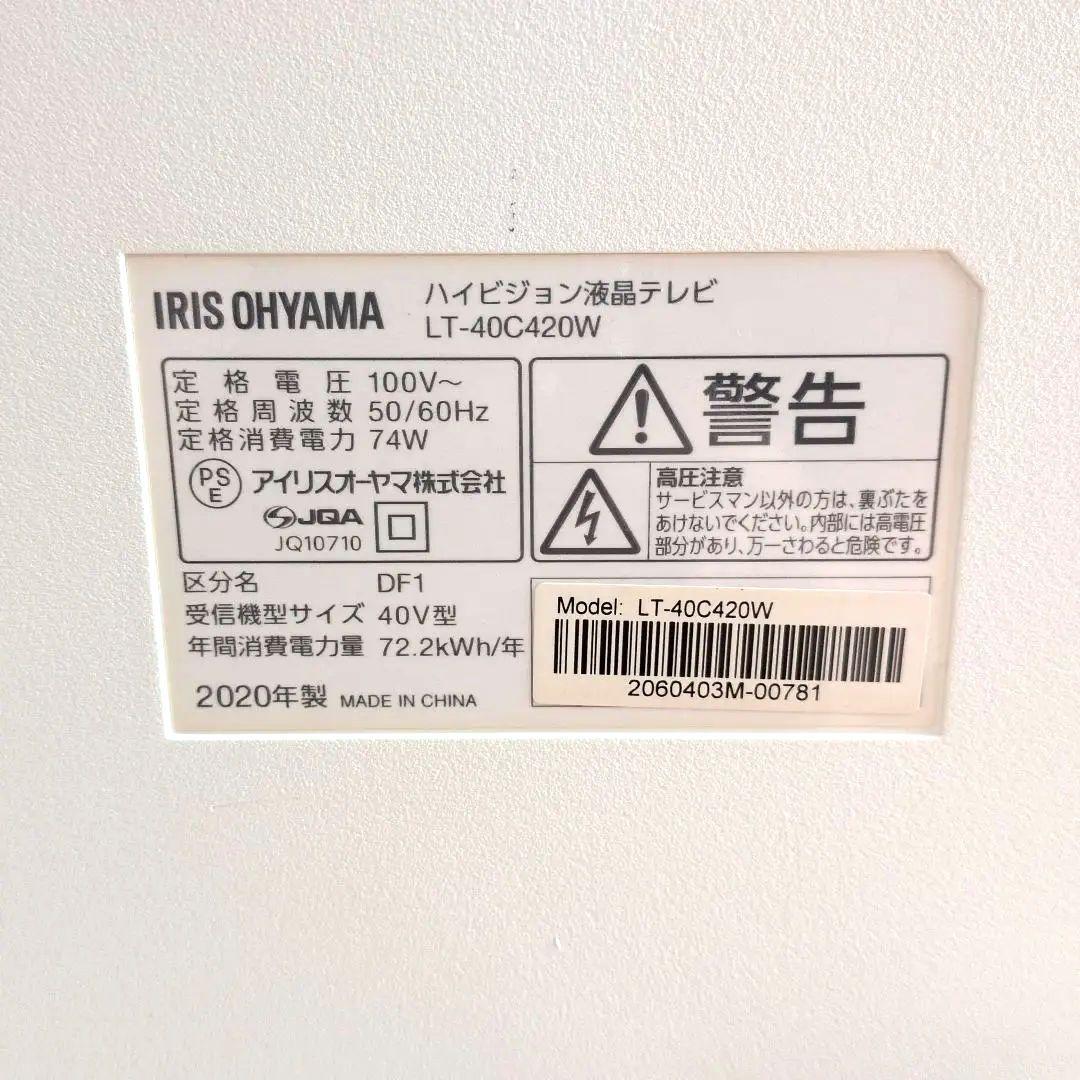 IRIS OHYAMA
ハイビジョン液晶テレビ
LT-40C420W
定格電圧 100V～
定格周波数 50/60Hz
定格消費電力 74W
PS
E
アイリスオーヤマ株式会社
JQA
JQ10710
警告
高圧注意
サービスマン以外の方は、裏ぶたを
あけないでください。内部には高電圧
部分があり、万一さわると危険です。
区分名 DF1
受信機型サイズ 40V型
年間消費電力量 72.2kWh/年
2020年製 MADE IN CHINA
Model: LT-40C420W
2060403M-00781